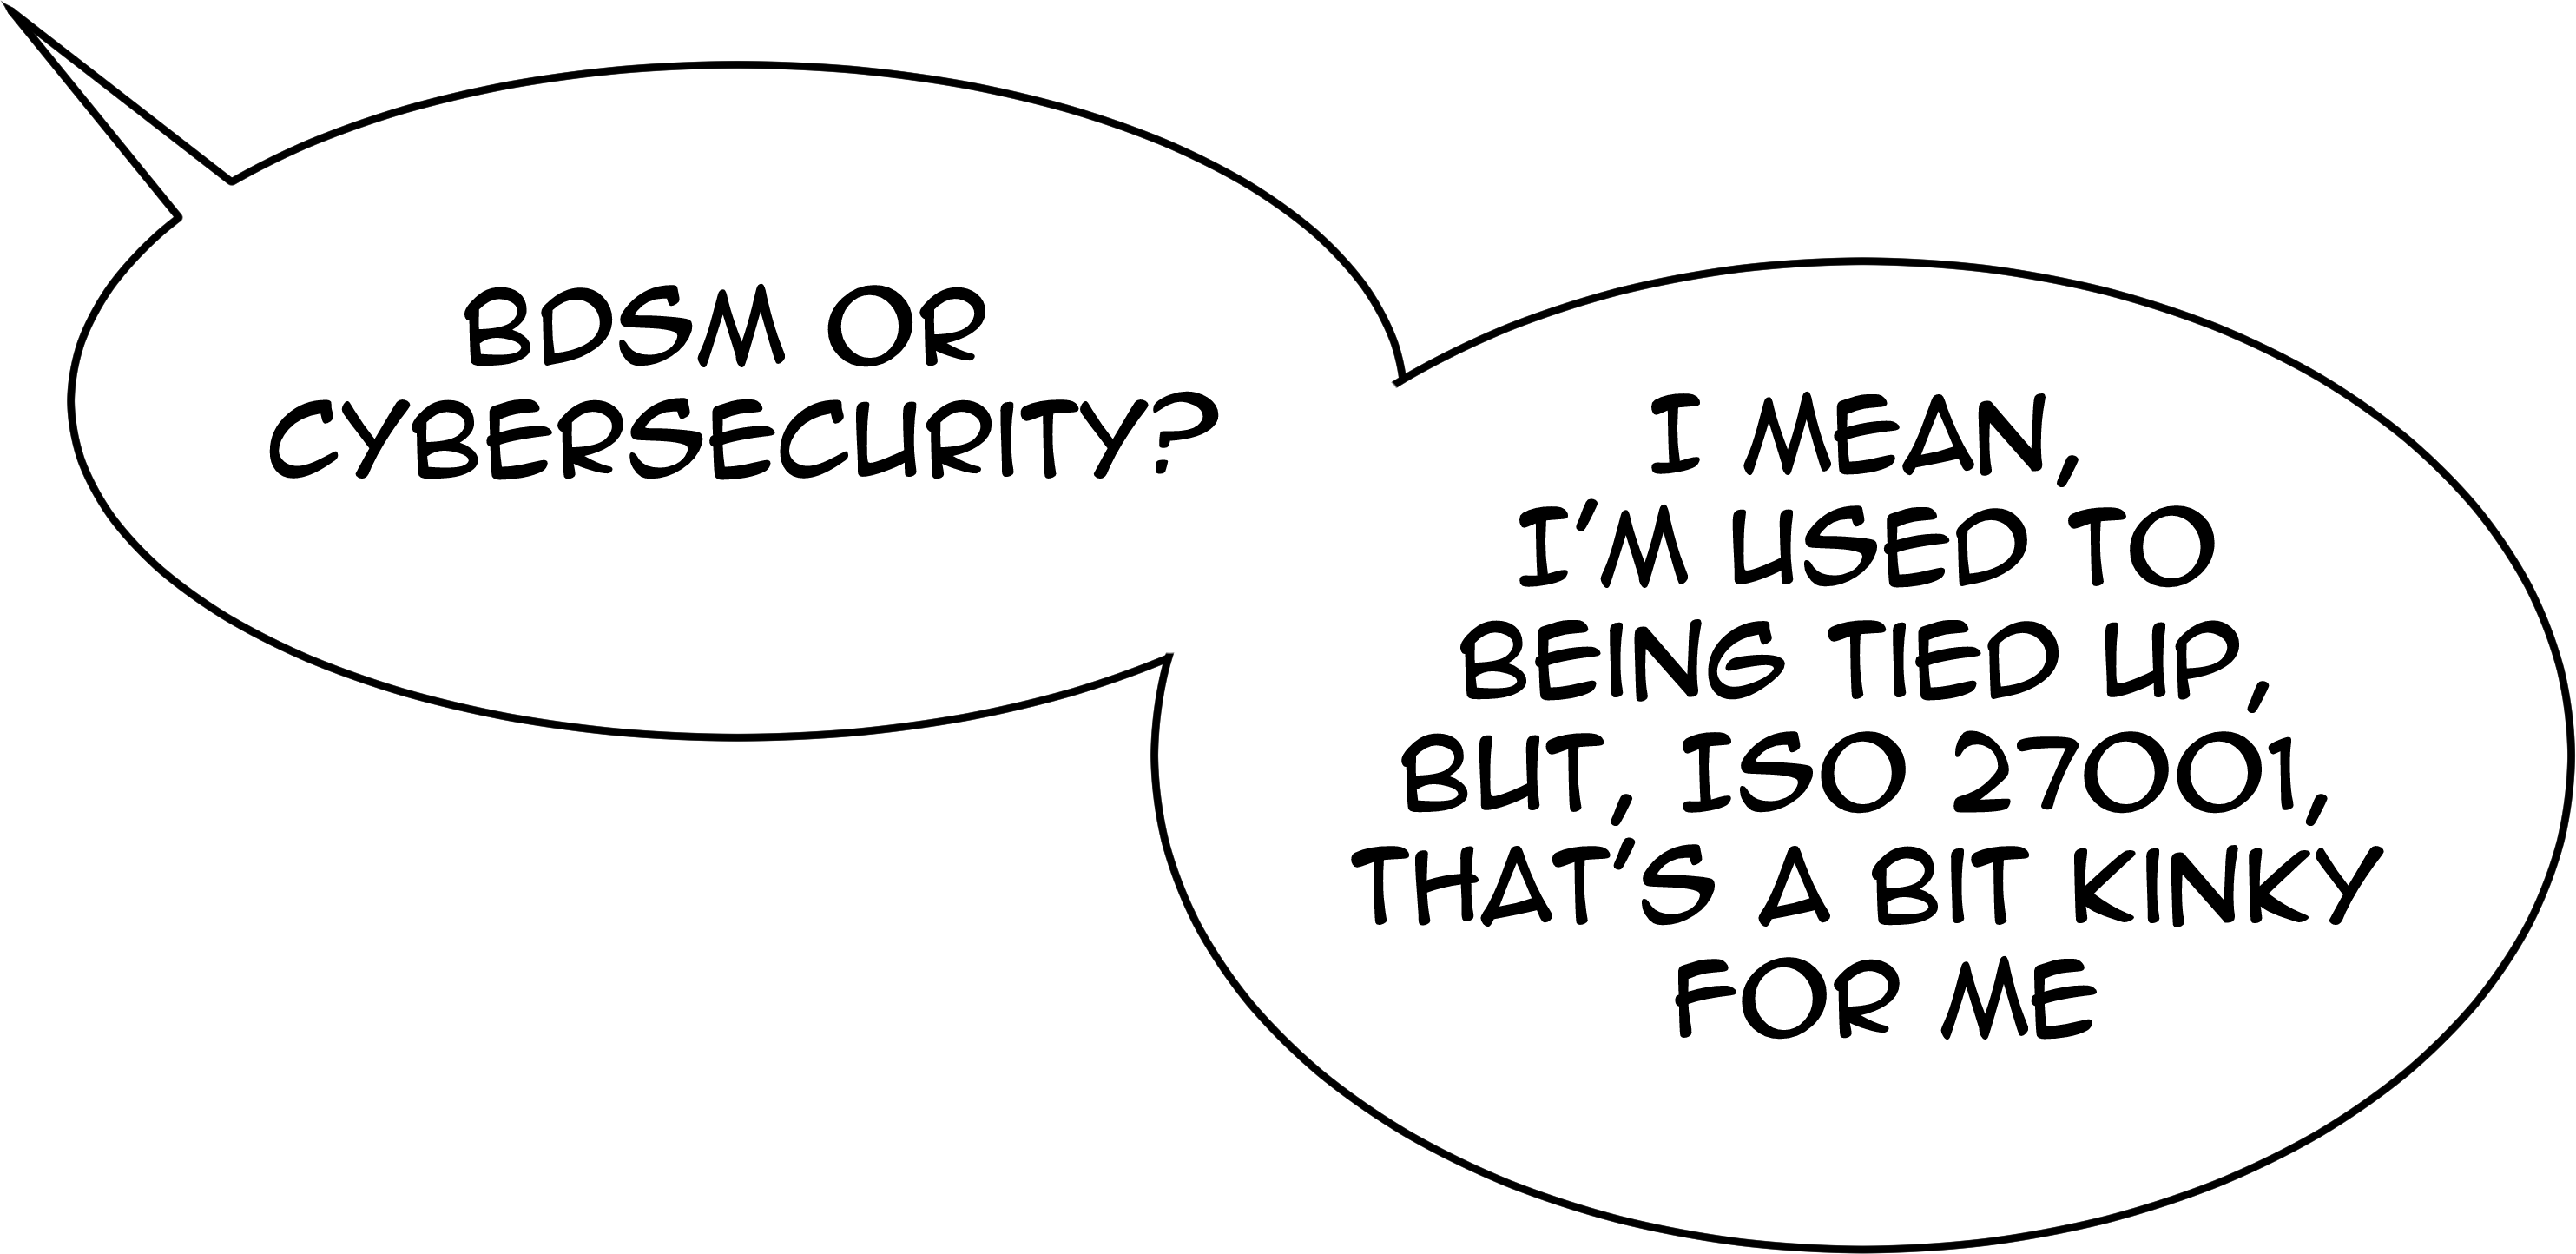 BDSM OR
CYBERSECURITY?
I MEAN,
I'M USED TO
BEING TIED UP,
BUT, ISO 27001,
THAT'S A BIT KINKY
FOR ME